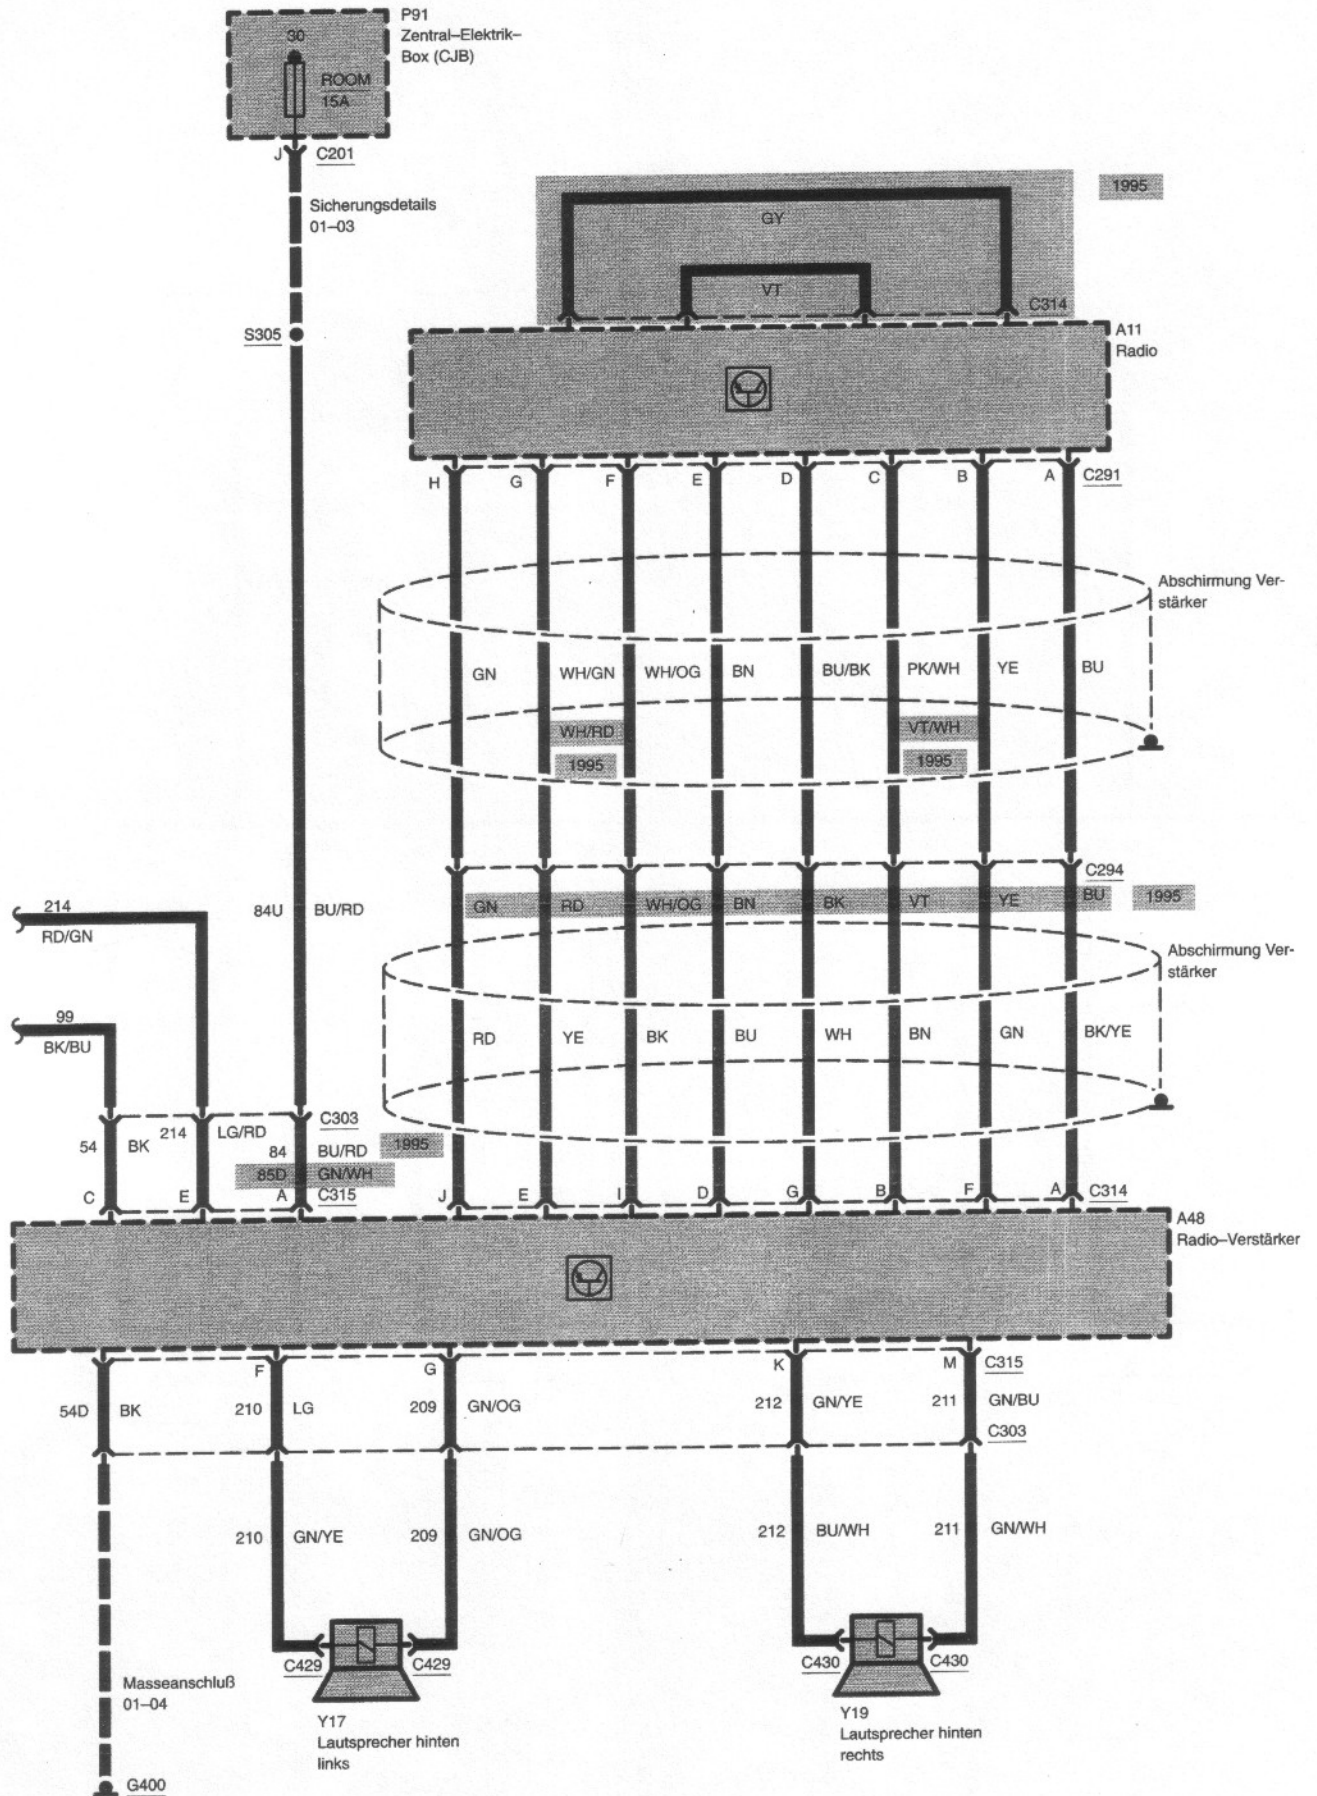 P91
Zentral–Elektrik–
Box (CJB)
30
ROOM
15A
J
C201
Sicherungsdetails
01–03
1995
GY
VT
C314
S305
A11
Radio
H G F E D C B A C291
Abschirmung Ver-
stärker
GN WH/GN WH/OG BN BU/BK PK/WH YE BU
WH/RD VT/WH
1995 1995
C294
214
RD/GN
84U BU/RD
GN RD WH/OG BN BK VT YE BU 1995
Abschirmung Ver-
stärker
99
BK/BU
RD YE BK BU WH BN GN BK/YE
C303
54 BK 214 LG/RD
84 BU/RD 1995
85D GN/WH
C E A C315 J E I D G B F A C314
A48
Radio–Verstärker
F G K M C315
54D BK 210 LG 209 GN/OG 212 GN/YE 211 GN/BU
C303
210 GN/YE 209 GN/OG 212 BU/WH 211 GN/WH
C429 C429 C430 C430
Masseanschluß
01–04
Y17
Lautsprecher hinten
links
Y19
Lautsprecher hinten
rechts
G400